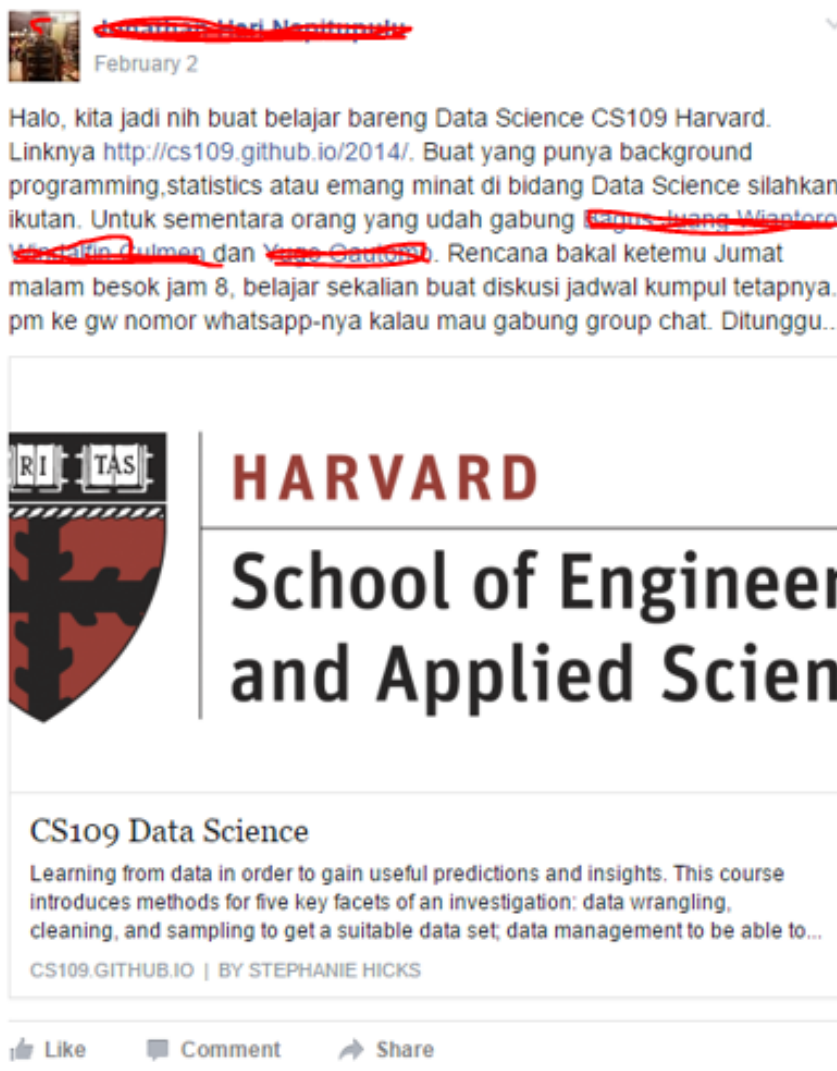 February 2
Halo, kita jadi nih buat belajar bareng Data Science CS109 Harvard.
Linknya http://cs109.github.io/2014/. Buat yang punya background
programming,statistics atau emang minat di bidang Data Science silahkan
ikutan. Untuk sementara orang yang udah gabung
dan . Rencana bakal ketemu Jumat
malam besok jam 8, belajar sekalian buat diskusi jadwal kumpul tetapnya.
pm ke gw nomor whatsapp-nya kalau mau gabung group chat. Ditunggu..
RI TAS
HARVARD
School of Engineer
and Applied Scien
CS109 Data Science
Learning from data in order to gain useful predictions and insights. This course
introduces methods for five key facets of an investigation: data wrangling,
cleaning, and sampling to get a suitable data set; data management to be able to...
CS109.GITHUB.IO | BY STEPHANIE HICKS
Like Comment Share